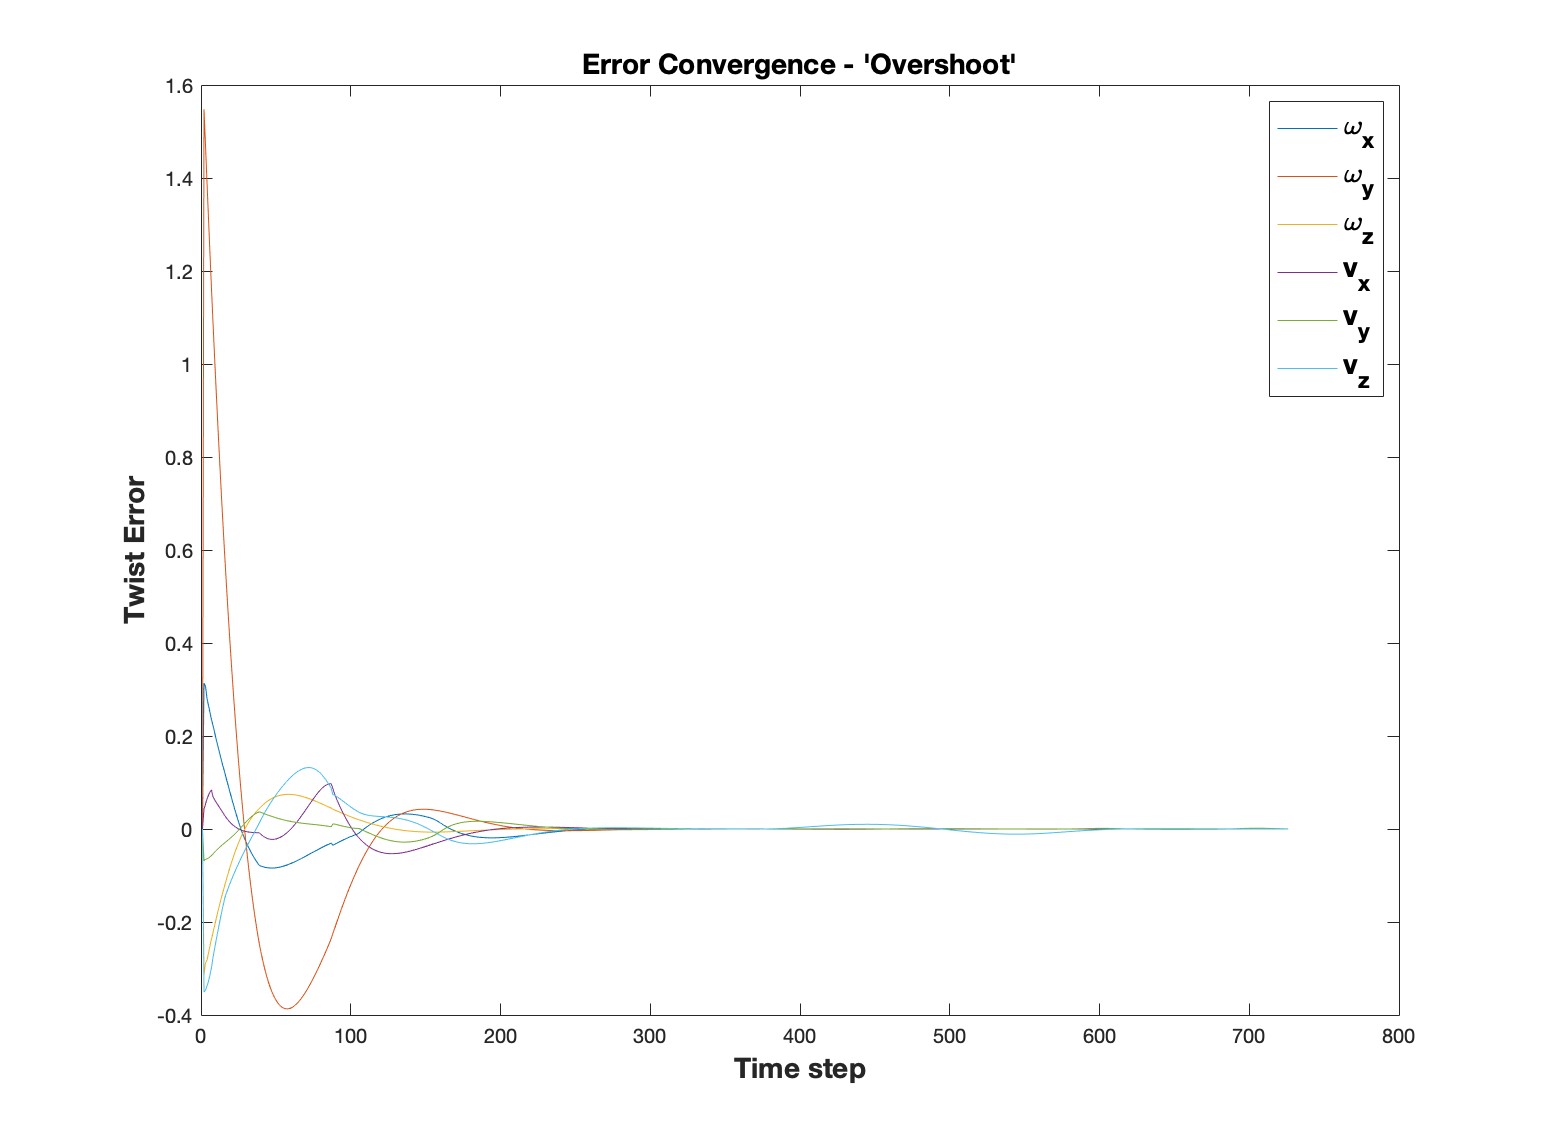 Error Convergence - 'Overshoot'
1.6
1.4
1.2
1
0.8
0.6
0.4
0.2
0
-0.2
-0.4
Twist Error
0 100 200 300 400 500 600 700 800
Time step
ωx
ωy
ωz
vx
vy
vz